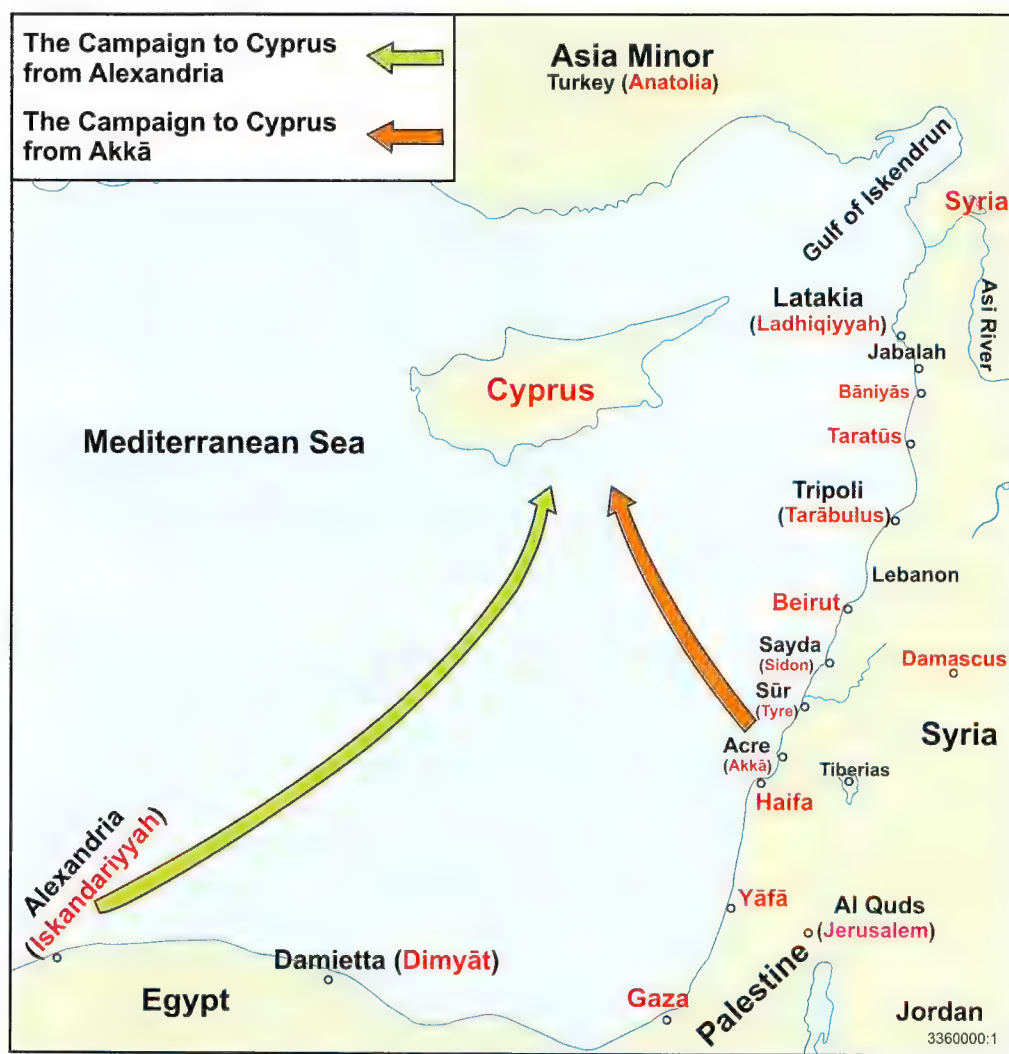 The Campaign to Cyprus
from Alexandria
The Campaign to Cyprus
from Akkā
Asia Minor
Turkey (Anatolia)
Gulf of Iskendrun
Syria
Asi River
Latakia
(Ladhiqiyyah)
Jabalah
Bāniyās
Cyprus
Taratūs
Mediterranean Sea
Tripoli
(Tarābulus)
Lebanon
Beirut
Sayda
(Sidon)
Damascus
Sūr
(Tyre)
Syria
Acre
(Akkā)
Tiberias
Haifa
Alexandria
(Iskandariyyah)
Yāfā
Al Quds
(Jerusalem)
Damietta (Dimyāt)
Egypt
Gaza
Palestine
Jordan
3360000:1